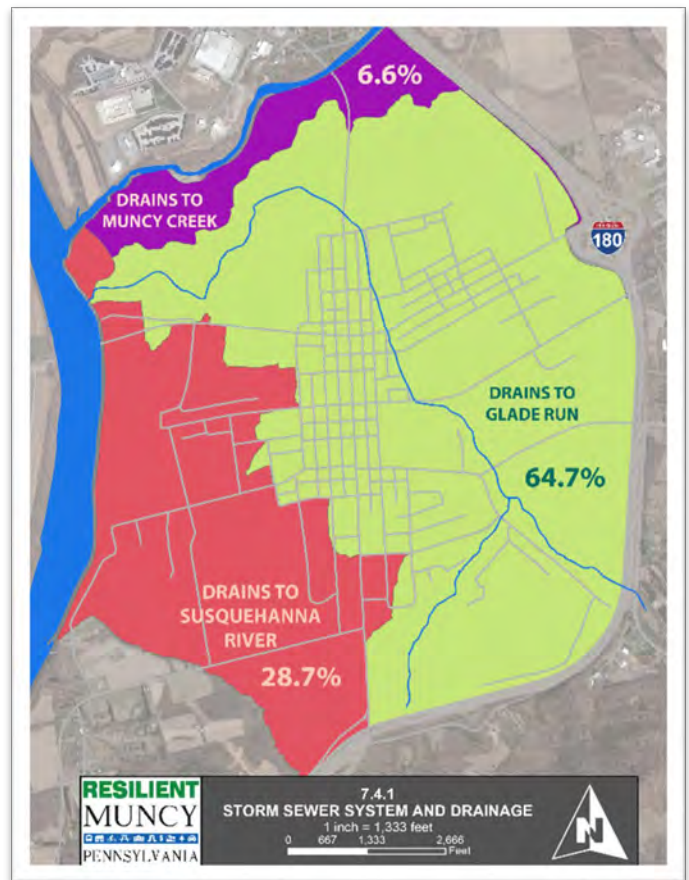 6.6%
DRAINS TO
MUNCY CREEK
180
DRAINS TO
GLADE RUN
64.7%
DRAINS TO
SUSQUEHANNA
RIVER
28.7%
RESILIENT
MUNCY
PENNSYLVANIA
7.4.1
STORM SEWER SYSTEM AND DRAINAGE
1 inch = 1,333 feet
0 667 1,333 2,666
Feet
N